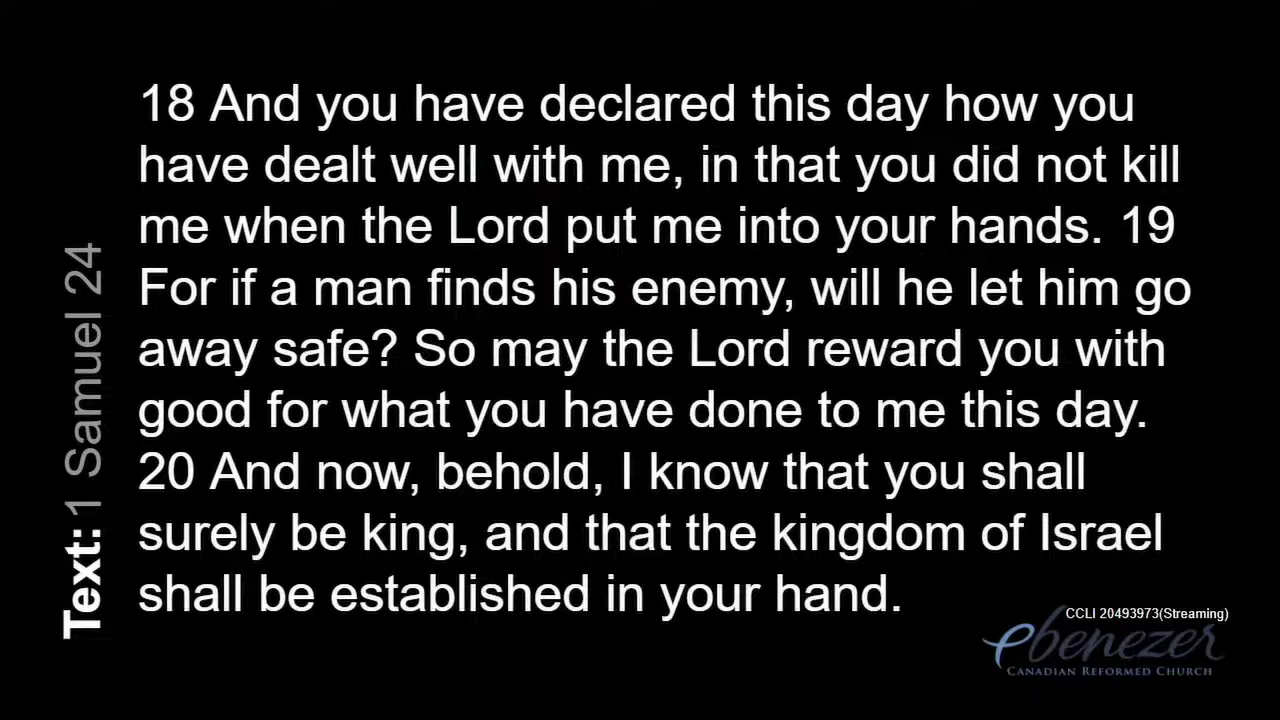 18 And you have declared this day how you
have dealt well with me, in that you did not kill
me when the Lord put me into your hands. 19
For if a man finds his enemy, will he let him go
away safe? So may the Lord reward you with
good for what you have done to me this day.
20 And now, behold, I know that you shall
surely be king, and that the kingdom of Israel
shall be established in your hand.
Text: 1 Samuel 24
CCLI 20493973(Streaming)
ebenezer
Canadian Reformed Church